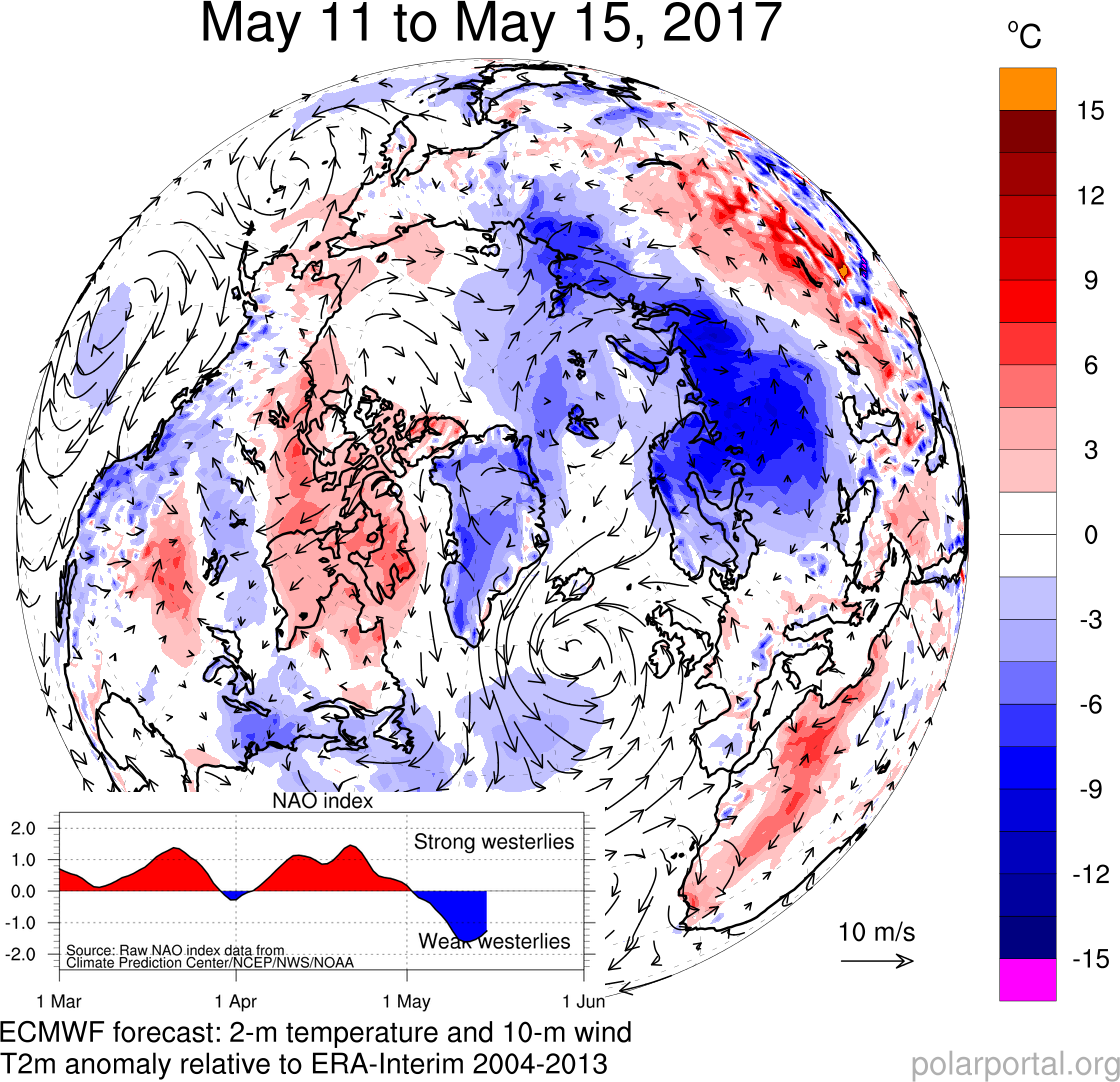 May 11 to May 15, 2017
°C
15
12
9
6
3
0
-3
-6
-9
-12
-15
NAO index
2.0
1.0
0.0
-1.0
-2.0
Strong westerlies
Weak westerlies
Source: Raw NAO index data from
Climate Prediction Center/NCEP/NWS/NOAA
1 Mar
1 Apr
1 May
1 Jun
10 m/s
ECMWF forecast: 2-m temperature and 10-m wind
T2m anomaly relative to ERA-Interim 2004-2013
polarportal.org